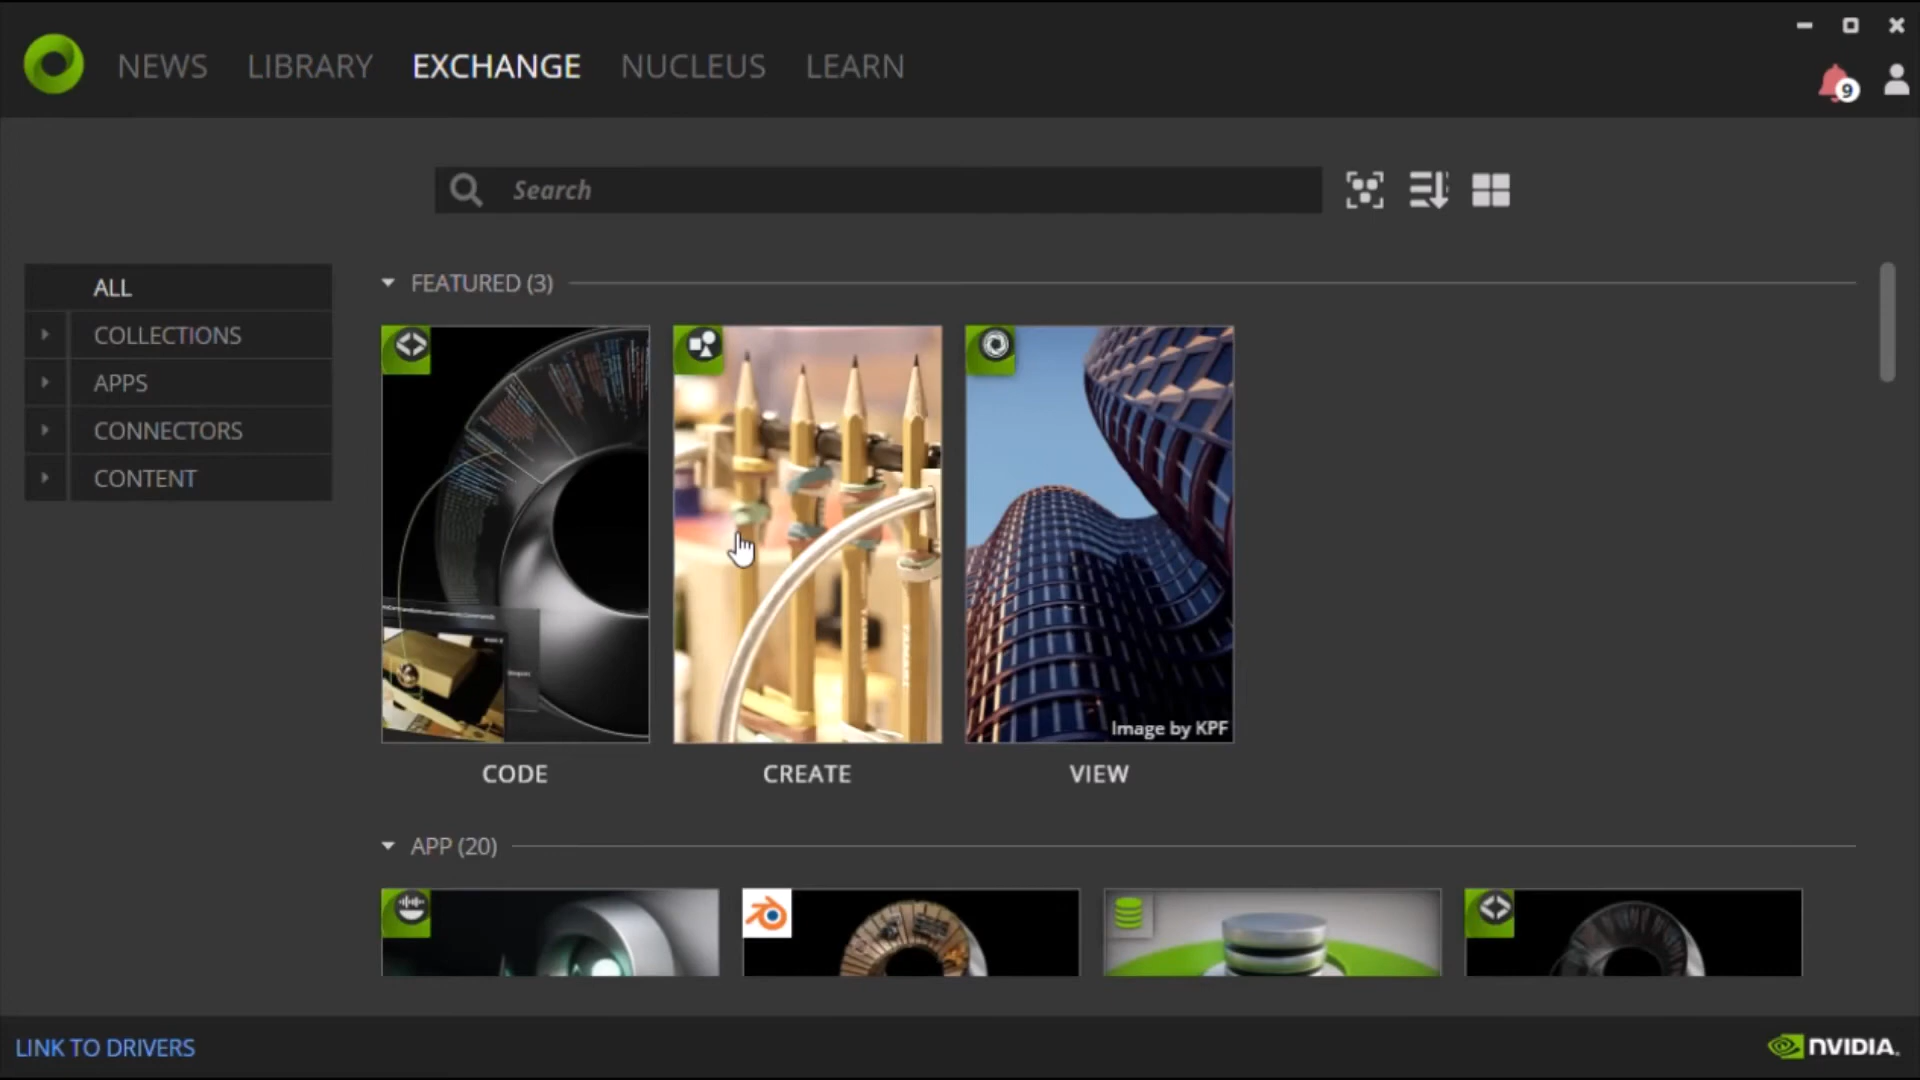 NEWS LIBRARY EXCHANGE NUCLEUS LEARN
9
Search
ALL
COLLECTIONS
APPS
CONNECTORS
CONTENT
FEATURED (3)
Image by KPF
CODE CREATE VIEW
APP (20)
LINK TO DRIVERS
NVIDIA.